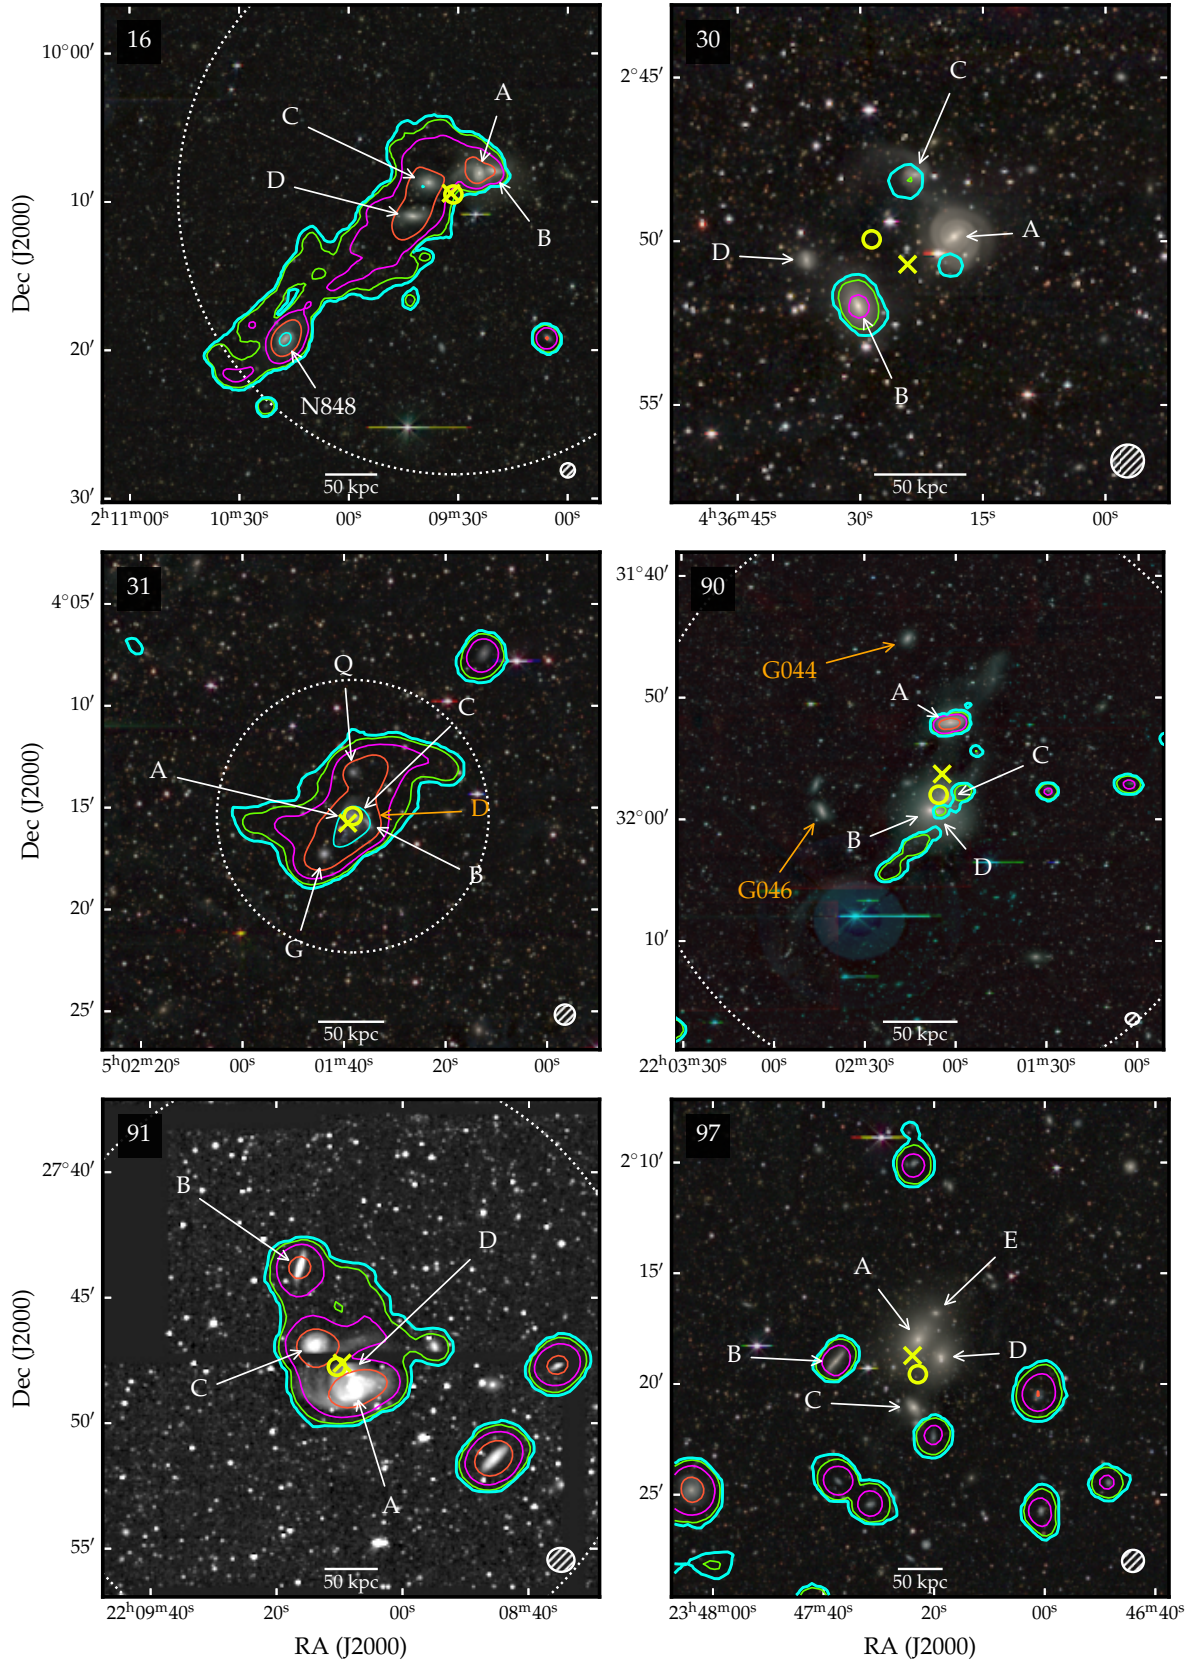 16
10°00′
10′
20′
30′
Dec (J2000)
A
C
D
B
N848
50 kpc
2ʰ11ᵐ00ˢ
10ᵐ30ˢ
00ˢ
09ᵐ30ˢ
00ˢ
30
2°45′
50′
55′
C
A
D
B
50 kpc
4ʰ36ᵐ45ˢ
30ˢ
15ˢ
00ˢ
31
4°05′
10′
15′
20′
25′
Dec (J2000)
Q
C
A
D
B
G
50 kpc
5ʰ02ᵐ20ˢ
00ˢ
01ᵐ40ˢ
20ˢ
00ˢ
90
31°40′
50′
32°00′
10′
G044
A
C
B
D
G046
50 kpc
22ʰ03ᵐ30ˢ
00ˢ
02ᵐ30ˢ
00ˢ
01ᵐ30ˢ
00ˢ
91
27°40′
45′
50′
55′
Dec (J2000)
B
D
C
A
50 kpc
22ʰ09ᵐ40ˢ
20ˢ
00ˢ
08ᵐ40ˢ
RA (J2000)
97
2°10′
15′
20′
25′
E
A
B
D
C
50 kpc
23ʰ48ᵐ00ˢ
47ᵐ40ˢ
20ˢ
00ˢ
46ᵐ40ˢ
RA (J2000)